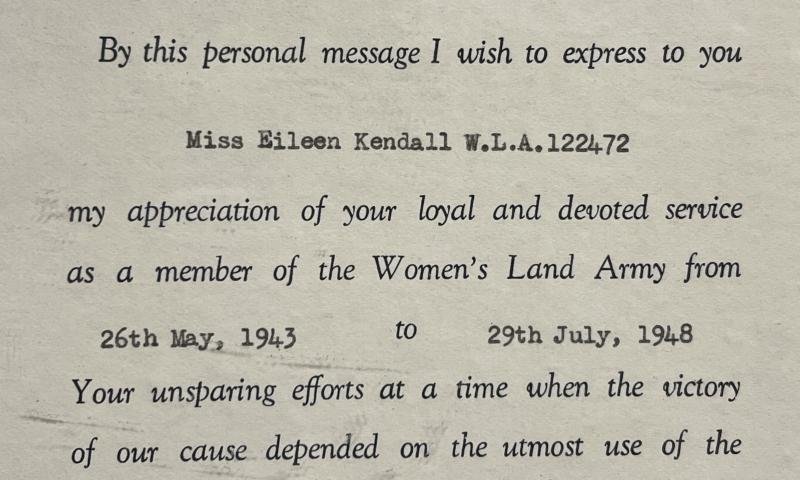 By this personal message I wish to express to you
Miss Eileen Kendall W.L.A.122472
my appreciation of your loyal and devoted service
as a member of the Women's Land Army from
26th May, 1943 to 29th July, 1948
Your unsparing efforts at a time when the victory
of our cause depended on the utmost use of the